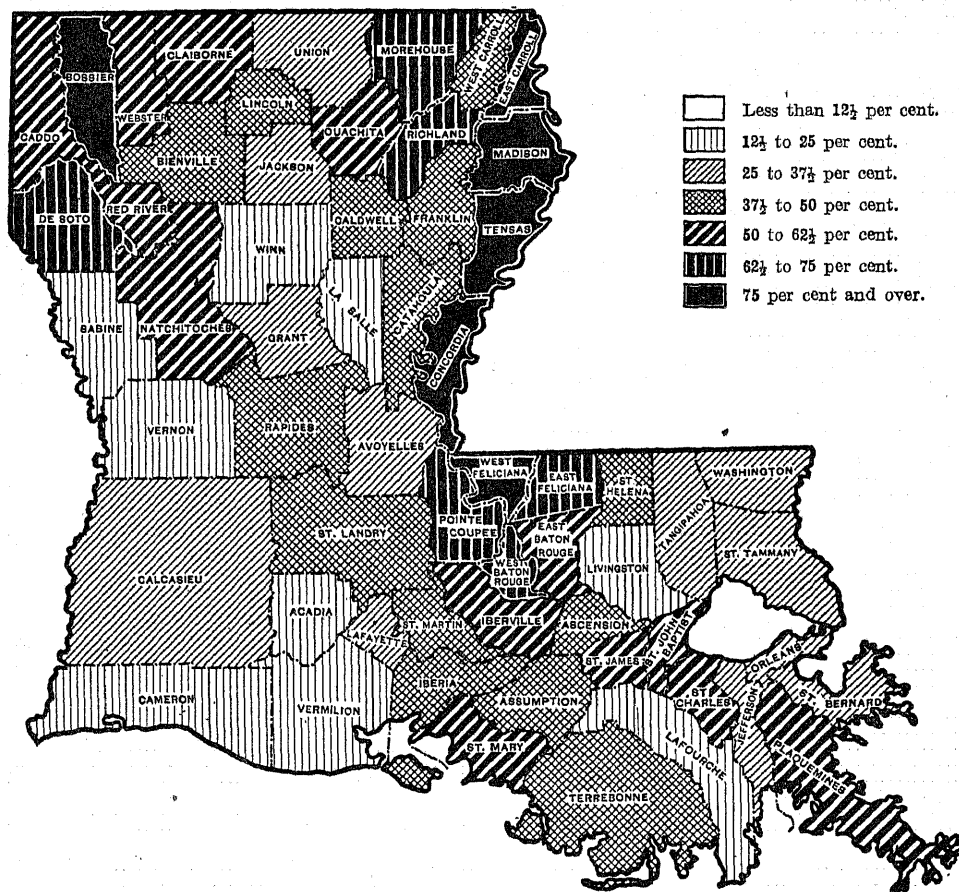 CLAIBORNE
UNION
MOREHOUSE
WEST CARROLL
EAST CARROLL
BOSSIER
WEBSTER
LINCOLN
CADDO
OUACHITA
RICHLAND
MADISON
BIENVILLE
JACKSON
DE SOTO
RED RIVER
CALDWELL
FRANKLIN
TENSAS
WINN
LA SALLE
CATAHOULA
SABINE
NATCHITOCHES
GRANT
CONCORDIA
VERNON
RAPIDES
AVOYELLES
WEST
FELICIANA
EAST
FELICIANA
ST.
HELENA
TANGIPAHOA
WASHINGTON
POINTE
COUPEE
EAST
BATON
ROUGE
ST. LANDRY
ST. TAMMANY
WEST
BATON
ROUGE
LIVINGSTON
CALCASIEU
ACADIA
LAFAYETTE
ST. MARTIN
IBERVILLE
ASCENSION
ST. JOHN
BAPTIST
ST. JAMES
ORLEANS
CAMERON
VERMILION
IBERIA
ASSUMPTION
ST.
CHARLES
JEFFERSON
ST.
BERNARD
ST. MARY
LAFOURCHE
PLAQUEMINES
TERREBONNE
Less than 12½ per cent.
12½ to 25 per cent.
25 to 37½ per cent.
37½ to 50 per cent.
50 to 62½ per cent.
62½ to 75 per cent.
75 per cent and over.